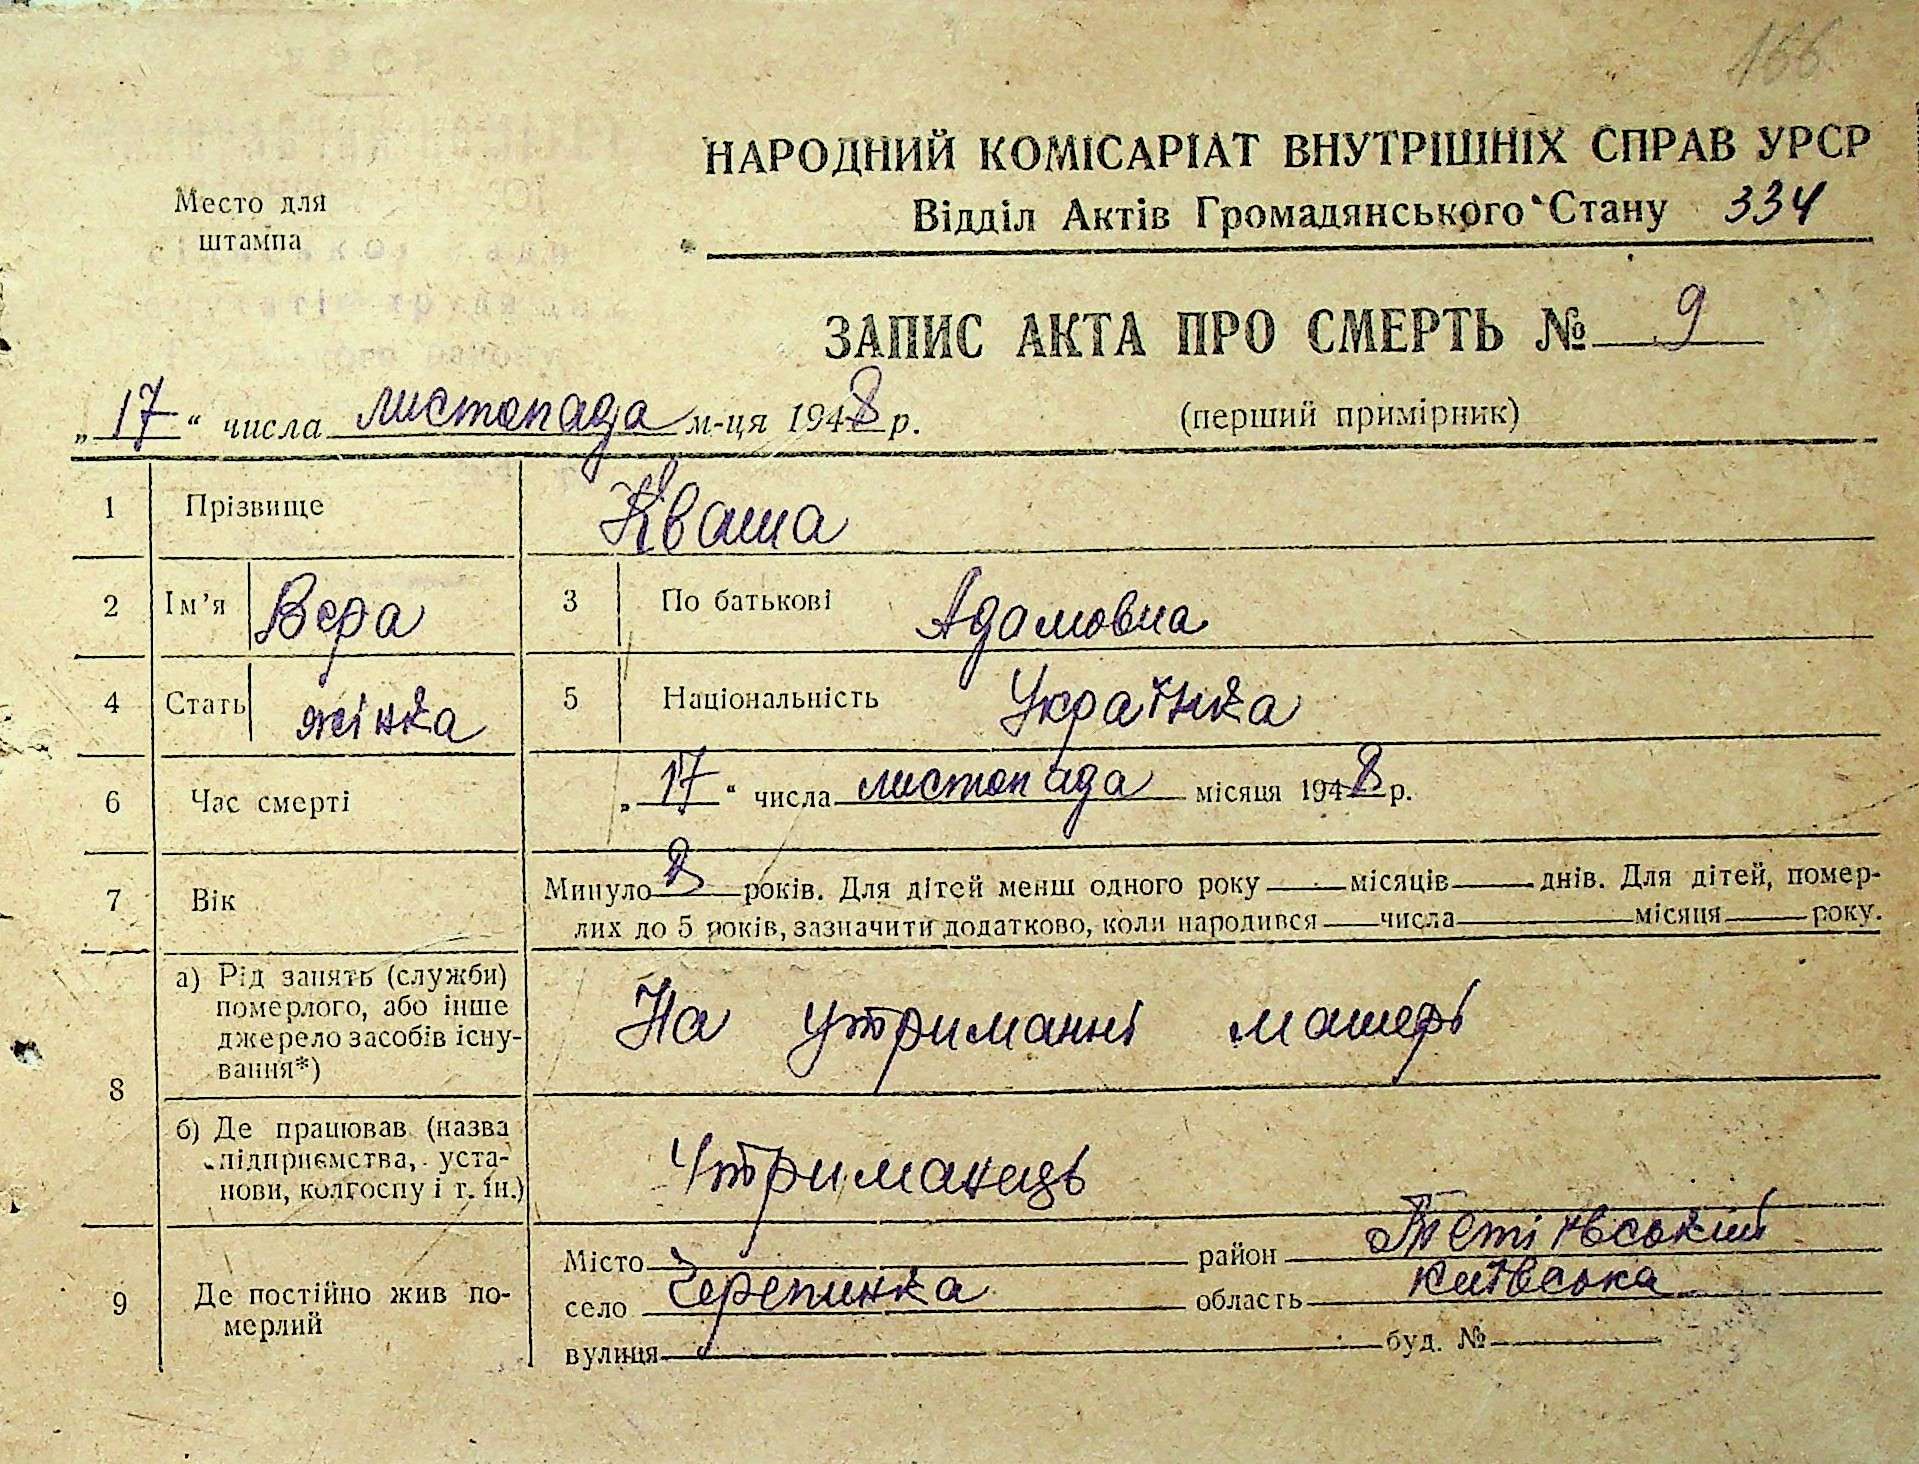 166
НАРОДНИЙ КОМІСАРІАТ ВНУТРІШНІХ СПРАВ УРСР
Место для штампа
Відділ Актів Громадянського Стану 334
ЗАПИС АКТА ПРО СМЕРТЬ № 9
„17“ числа листопада м-ця 1948 р. (перший примірник)
1 Прізвище Кваша
2 Ім'я Вера 3 По батькові Адамовна
4 Стать жінка 5 Національність Українка
6 Час смерті „17“ числа листопада місяця 1948 р.
7 Вік Минуло 8 років. Для дітей менш одного року місяців днів. Для дітей, помер-
лих до 5 років, зазначити додатково, коли народився числа місяця року.
8 а) Рід занять (служби)
померлого, або інше
джерело засобів існу-
вання*) На утриманні матері
б) Де працював (назва
підприємства, уста-
нови, колгоспу і т. ін.) Утриманець
9 Де постійно жив по-
мерлий
Місто район Тетіївський
село Черепинка область київська
вулиця буд. №